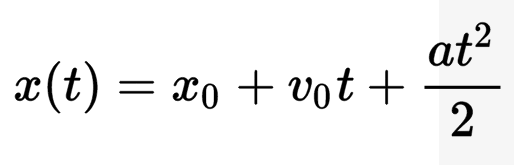 x(t) = x₀ + v₀t + at²/2